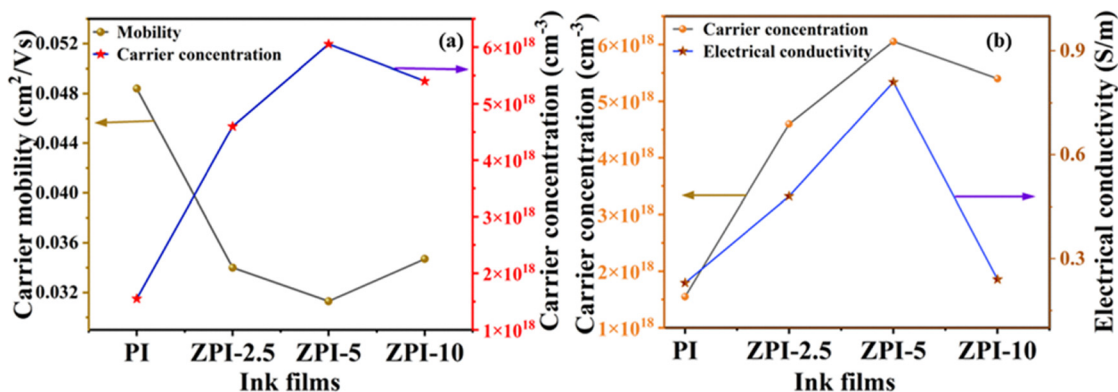 Mobility
Carrier concentration
(a)
Carrier mobility (cm²/Vs)
0.052
0.048
0.044
0.040
0.036
0.032
6×10¹⁸
5×10¹⁸
4×10¹⁸
3×10¹⁸
2×10¹⁸
1×10¹⁸
Carrier concentration (cm⁻³)
PI ZPI-2.5 ZPI-5 ZPI-10
Ink films
Carrier concentration
Electrical conductivity
(b)
Carrier concentration (cm⁻³)
6×10¹⁸
5×10¹⁸
4×10¹⁸
3×10¹⁸
2×10¹⁸
1×10¹⁸
0.9
0.6
0.3
Electrical conductivity (S/m)
PI ZPI-2.5 ZPI-5 ZPI-10
Ink films